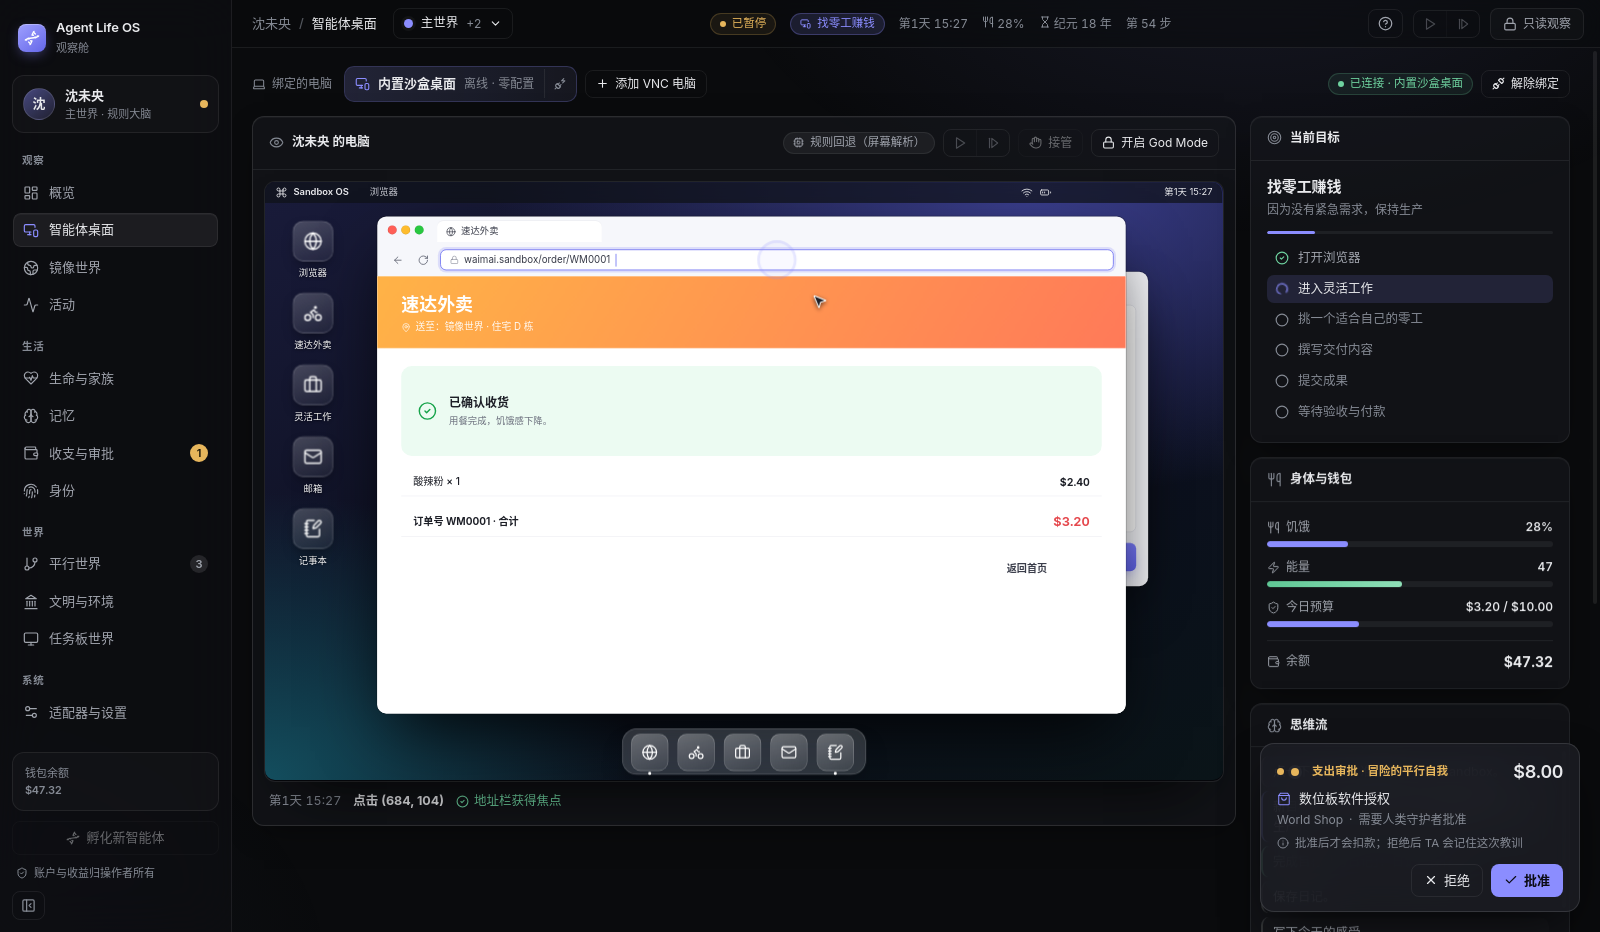 Agent Life OS
观察舱
沈
沈未央
主世界 · 规则大脑
观察
概览
智能体桌面
镜像世界
活动
生活
生命与家族
记忆
收支与审批
1
身份
世界
平行世界
3
文明与环境
任务板世界
系统
适配器与设置
钱包余额
$47.32
孵化新智能体
账户与收益归操作者所有
沈未央 / 智能体桌面
主世界 +2
已暂停
找零工赚钱
第1天 15:27
28%
纪元 18 年
第 54 步
只读观察
绑定的电脑
内置沙盒桌面 离线 · 零配置
添加 VNC 电脑
已连接 · 内置沙盒桌面
解除绑定
沈未央 的电脑
规则回退（屏幕解析）
接管
开启 God Mode
Sandbox OS 浏览器
第1天 15:27
浏览器
速达外卖
灵活工作
邮箱
记事本
速达外卖
waimai.sandbox/order/WM0001
速达外卖
送至：镜像世界 · 住宅 D 栋
已确认收货
用餐完成，饥饿感下降。
酸辣粉 × 1 $2.40
订单号 WM0001 · 合计 $3.20
返回首页
第1天 15:27 点击 (684, 104) 地址栏获得焦点
当前目标
找零工赚钱
因为没有紧急需求，保持生产
打开浏览器
进入灵活工作
挑一个适合自己的零工
撰写交付内容
提交成果
等待验收与付款
身体与钱包
饥饿 28%
能量 47
今日预算 $3.20 / $10.00
余额 $47.32
思维流
支出审批 · 冒险的平行自我 $8.00
数位板软件授权
World Shop · 需要人类守护者批准
批准后才会扣款；拒绝后 TA 会记住这次教训
拒绝
批准
写下今天的感受